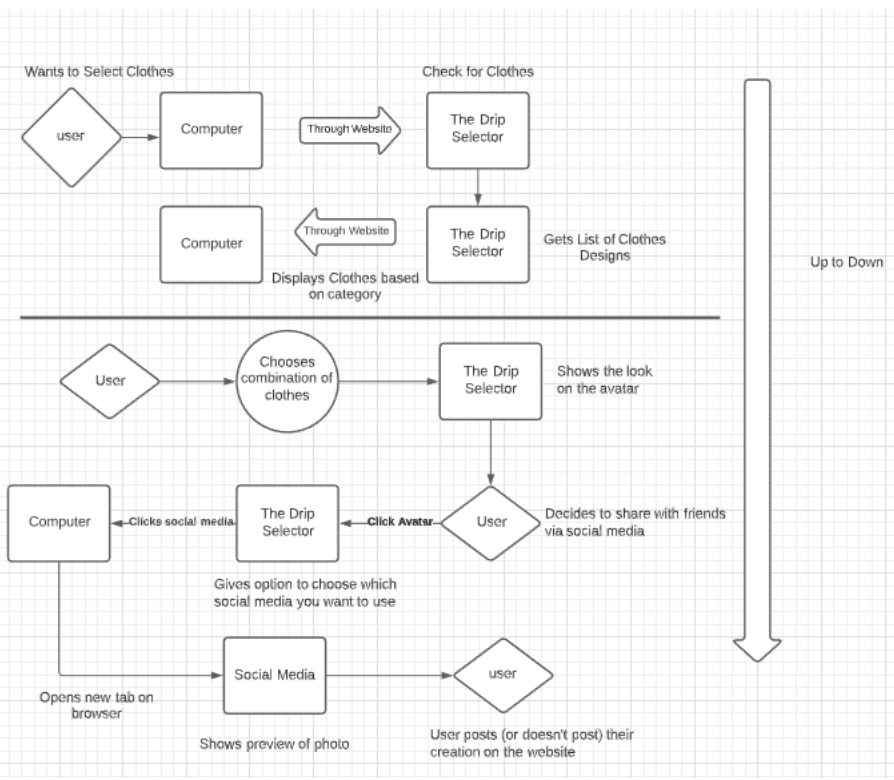 Wants to Select Clothes
Check for Clothes
user
Computer
Through Website
The Drip
Selector
Computer
Through Website
The Drip
Selector
Gets List of Clothes
Designs
Displays Clothes based
on category
Up to Down
User
Chooses
combination of
clothes
The Drip
Selector
Shows the look
on the avatar
Computer
Clicks social media
The Drip
Selector
Click Avatar
User
Decides to share with friends
via social media
Gives option to choose which
social media you want to use
Social Media
user
Opens new tab on
browser
Shows preview of photo
User posts (or doesn't post) their
creation on the website